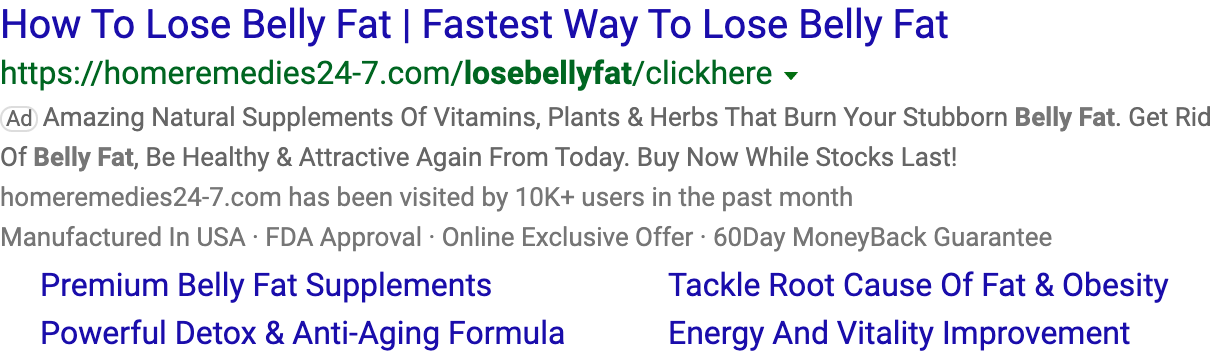 How To Lose Belly Fat | Fastest Way To Lose Belly Fat
https://homeremedies24-7.com/losebellyfat/clickhere
Ad Amazing Natural Supplements Of Vitamins, Plants & Herbs That Burn Your Stubborn Belly Fat. Get Rid
Of Belly Fat, Be Healthy & Attractive Again From Today. Buy Now While Stocks Last!
homeremedies24-7.com has been visited by 10K+ users in the past month
Manufactured In USA · FDA Approval · Online Exclusive Offer · 60Day MoneyBack Guarantee
Premium Belly Fat Supplements
Tackle Root Cause Of Fat & Obesity
Powerful Detox & Anti-Aging Formula
Energy And Vitality Improvement